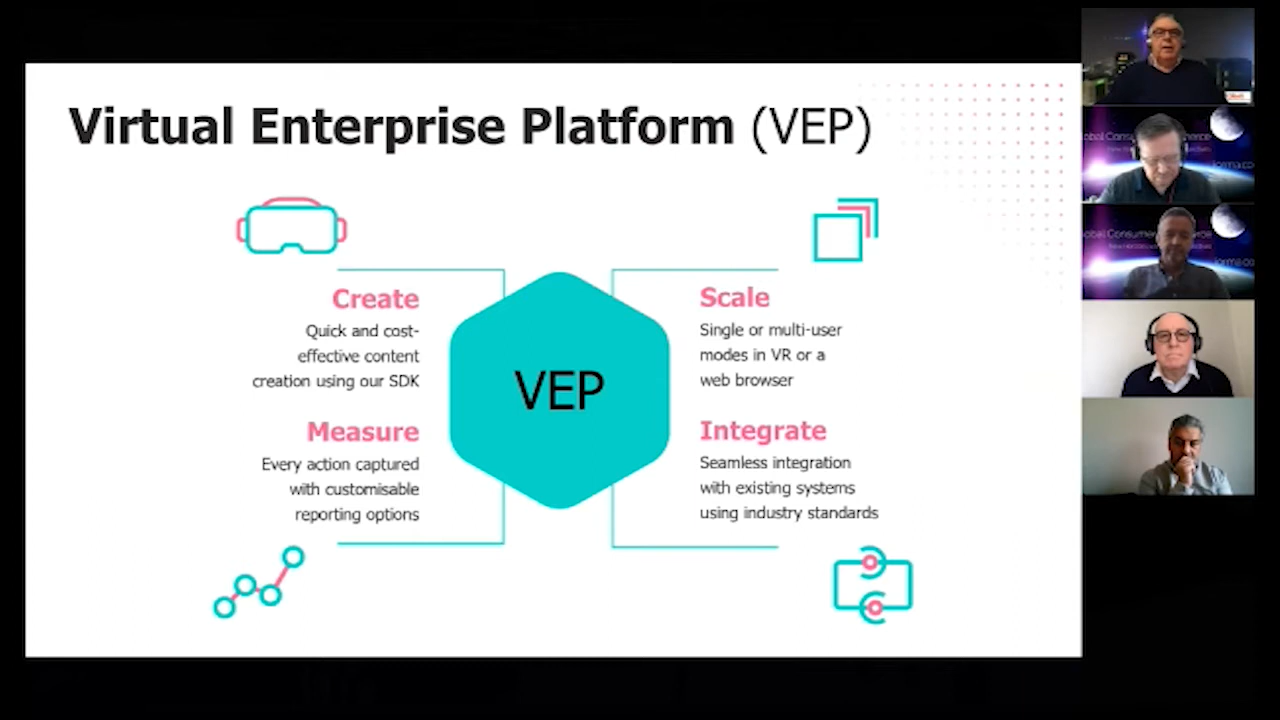 Virtual Enterprise Platform (VEP)
Create
Quick and cost-
effective content
creation using our SDK
Measure
Every action captured
with customisable
reporting options
VEP
Scale
Single or multi-user
modes in VR or a
web browser
Integrate
Seamless integration
with existing systems
using industry standards